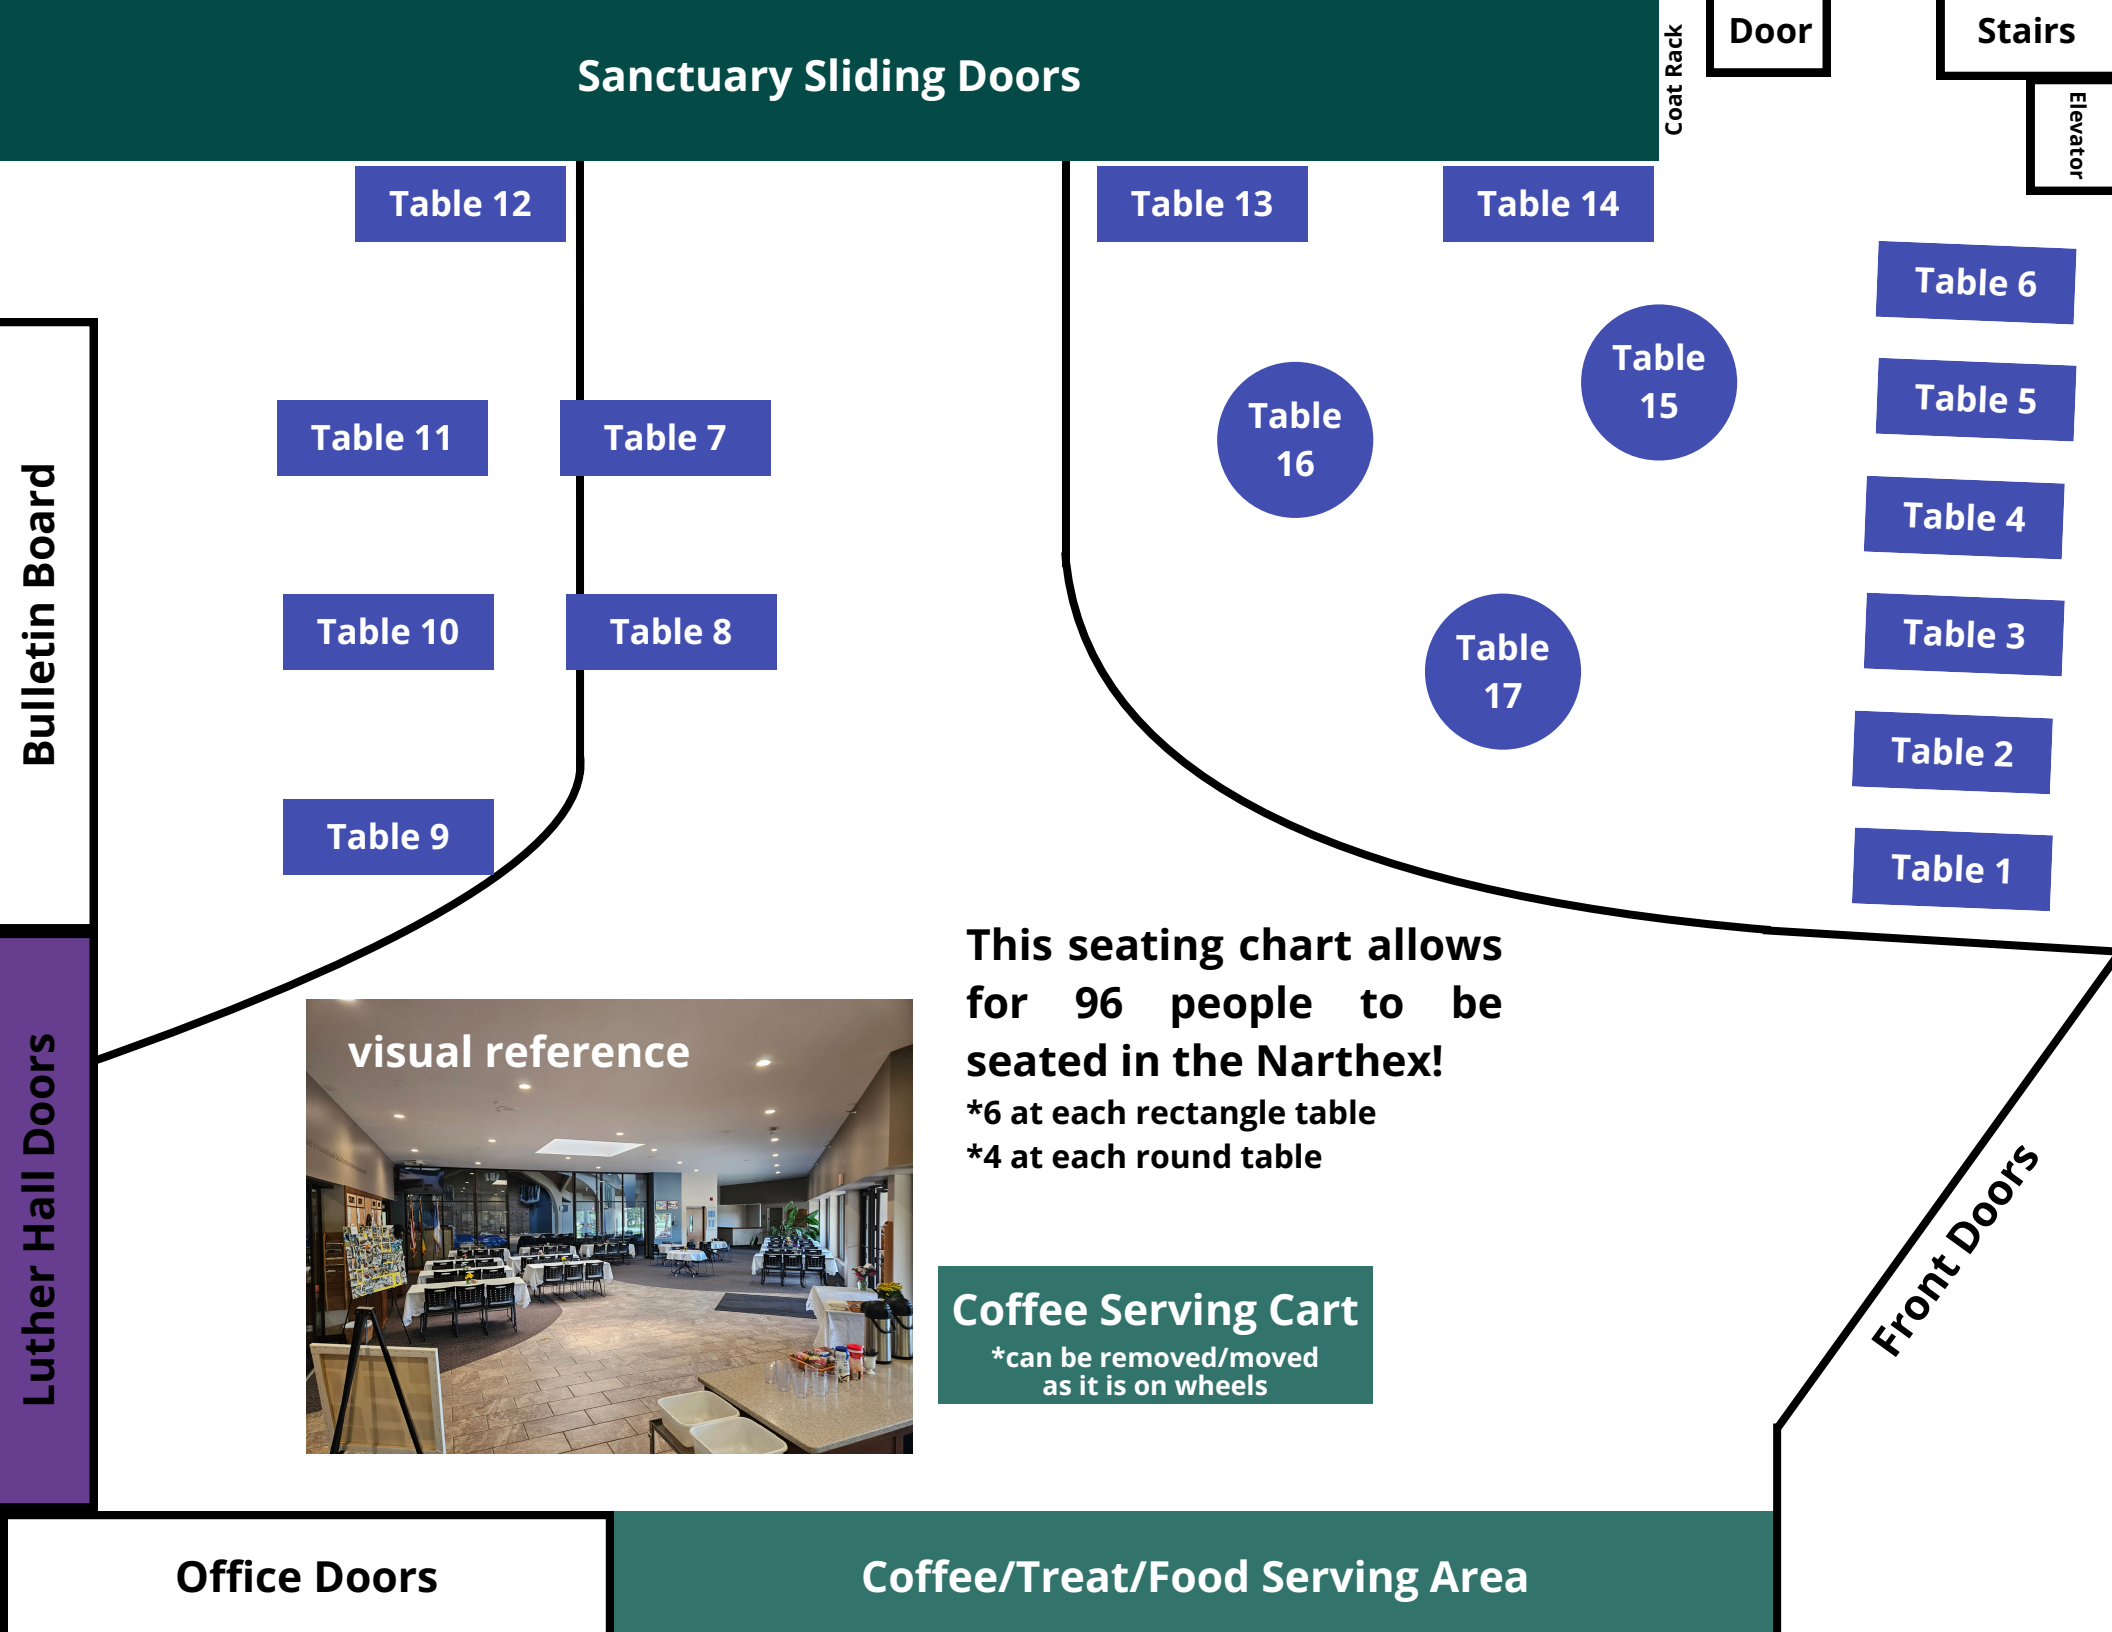 Sanctuary Sliding Doors
Coat Rack
Door
Stairs
Elevator
Table 12
Table 13
Table 14
Table 6
Table
15
Table 5
Table
16
Table 11
Table 7
Table 4
Bulletin Board
Table 10
Table 8
Table 3
Table
17
Table 2
Table 9
Table 1
This seating chart allows
for 96 people to be
seated in the Narthex!
*6 at each rectangle table
*4 at each round table
visual reference
Luther Hall Doors
Front Doors
Coffee Serving Cart
*can be removed/moved
as it is on wheels
Office Doors
Coffee/Treat/Food Serving Area